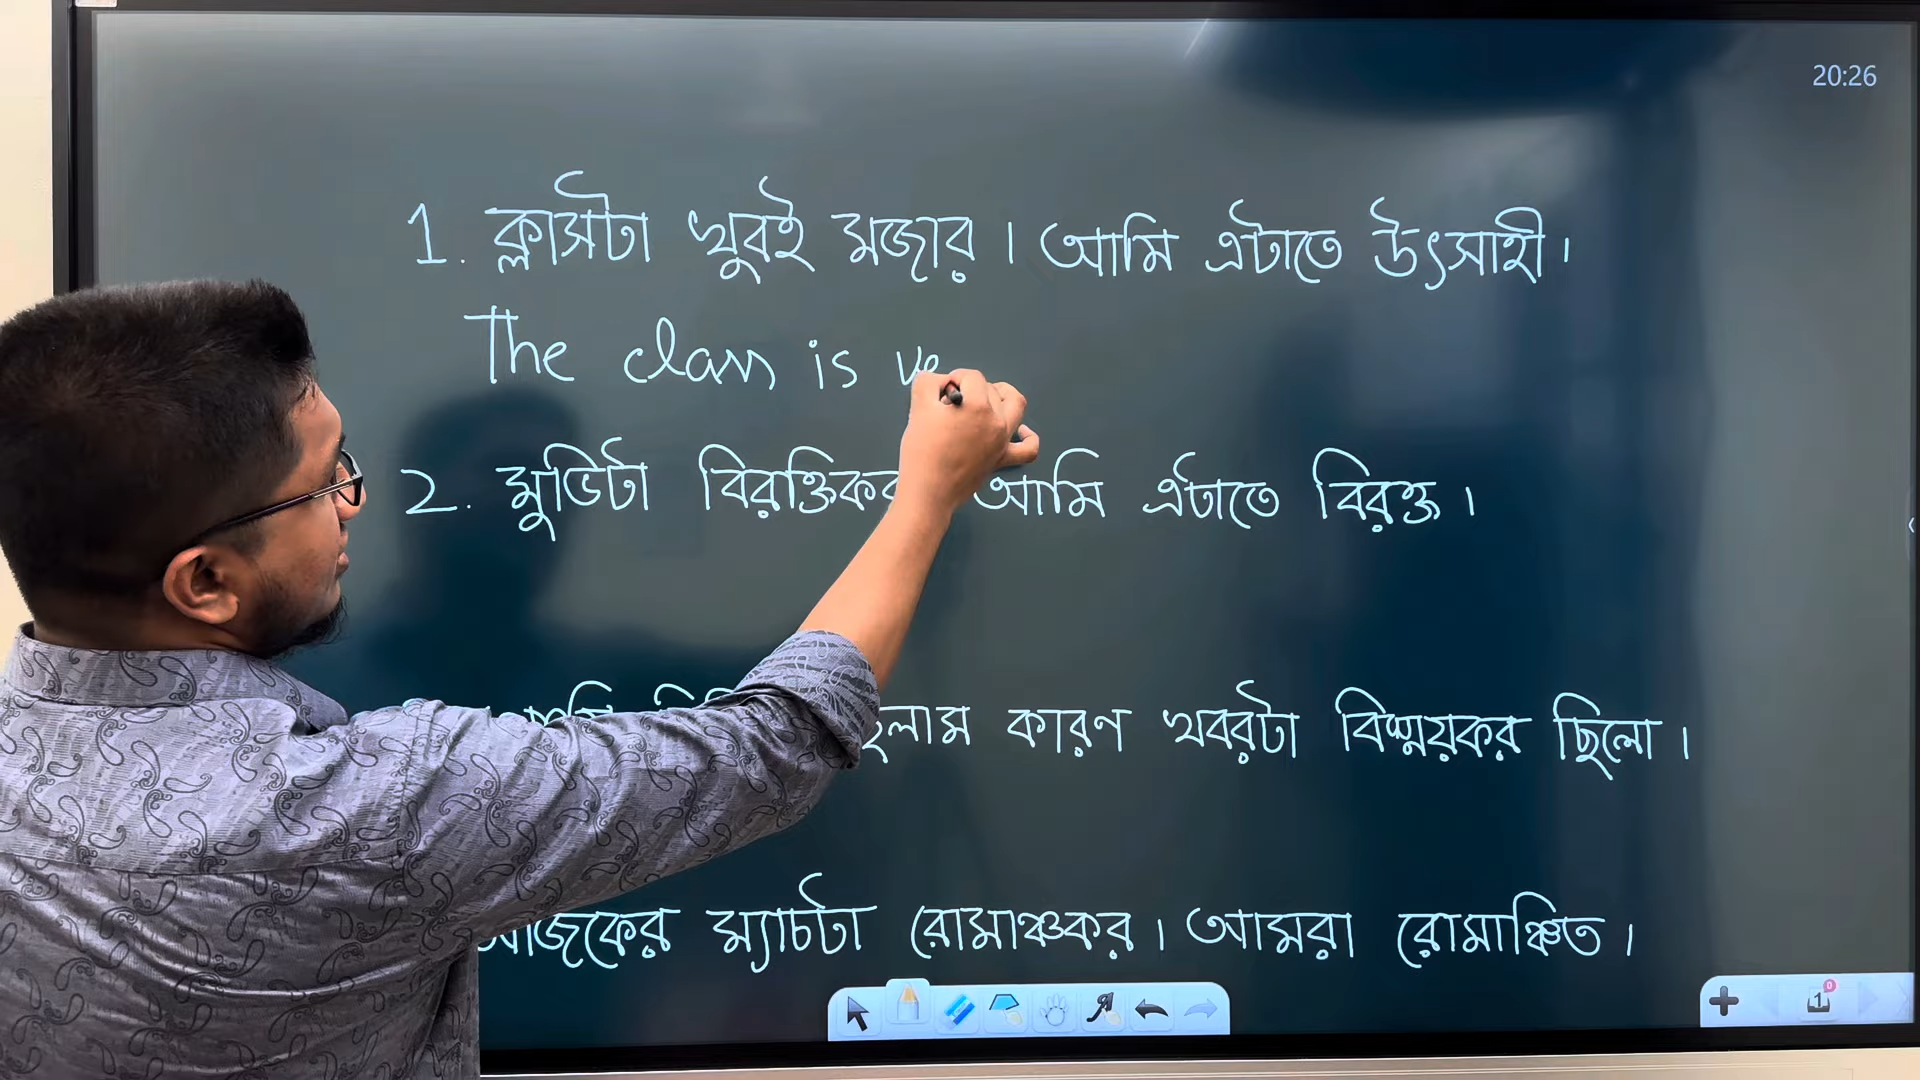 20:26
1. ক্লাসটা খুবই মজার। আমি এটাতে উৎসাহী।
The class is ve
2. মুভিটা বিরক্তিকর আমি এটাতে বিরক্ত।
কারণ খবরটা বিস্ময়কর ছিলো।
আজকের ম্যাচটা রোমাঞ্চকর। আমরা রোমাঞ্চিত।